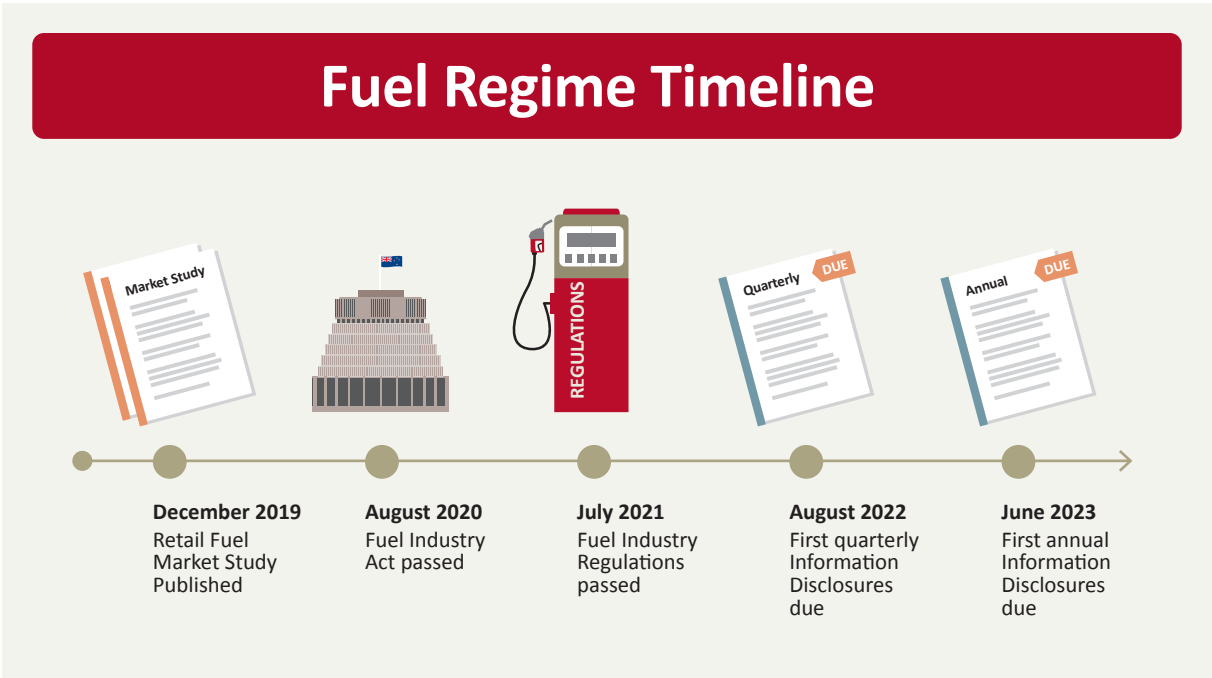 Fuel Regime Timeline
Market Study
REGULATIONS
Quarterly
DUE
Annual
DUE
December 2019
Retail Fuel
Market Study
Published
August 2020
Fuel Industry
Act passed
July 2021
Fuel Industry
Regulations
passed
August 2022
First quarterly
Information
Disclosures
due
June 2023
First annual
Information
Disclosures
due